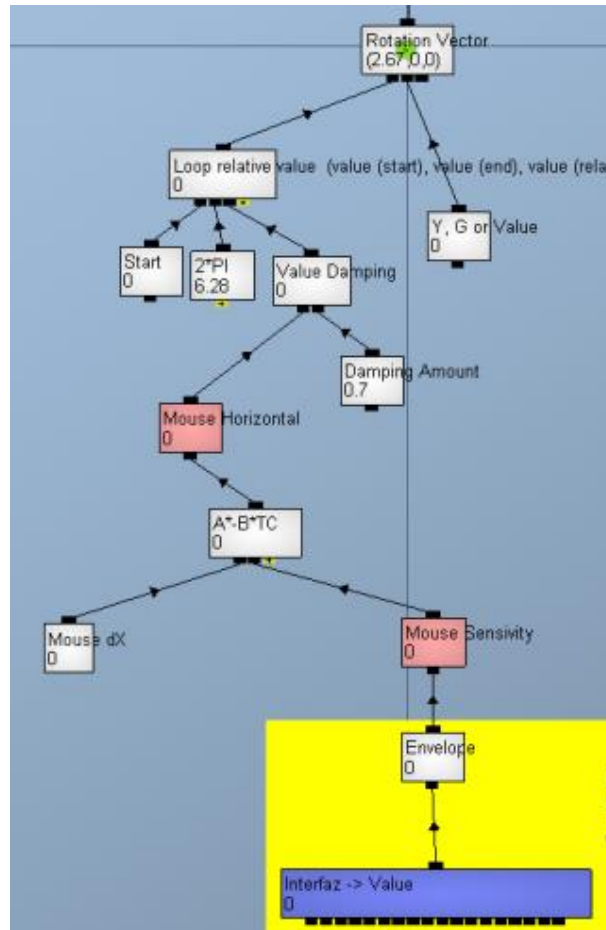 Rotation Vector
(2.67,0,0)
Loop relative value (value (start), value (end), value (rela
0
Y, G or Value
0
Start
0
2*PI
6.28
Value Damping
0
Damping Amount
0.7
Mouse Horizontal
0
A*-B*TC
0
Mouse dX
0
Mouse Sensivity
0
Envelope
0
Interfaz -> Value
0